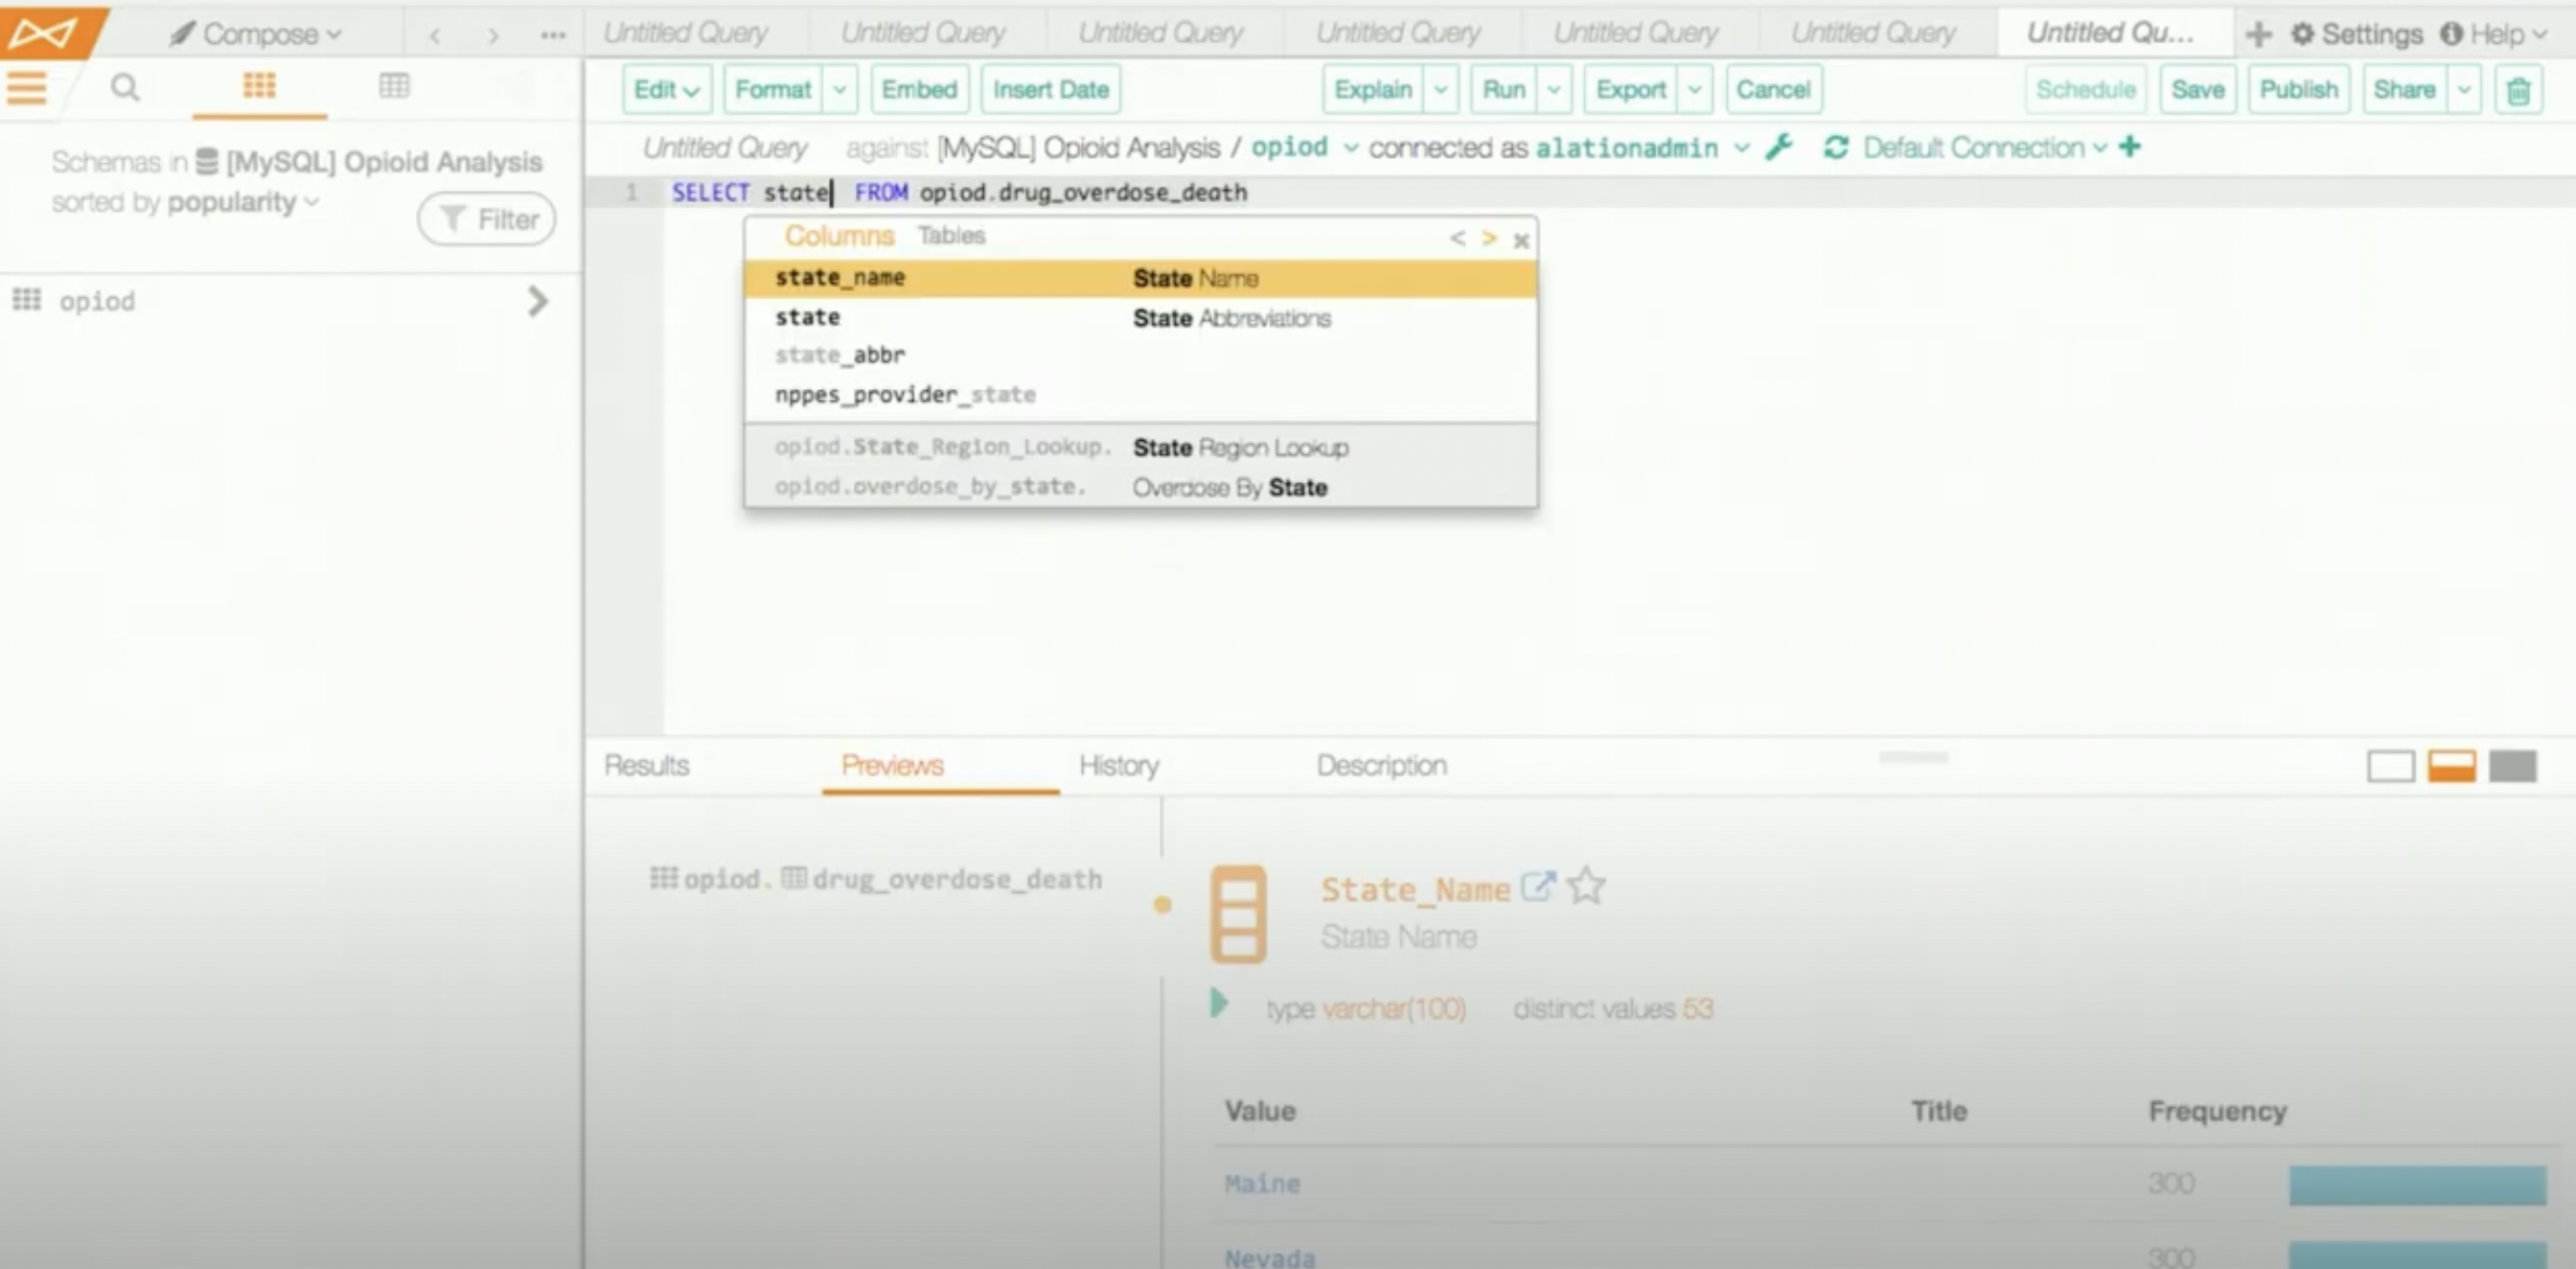 Compose
Untitled Query
Untitled Query
Untitled Query
Untitled Query
Untitled Query
Untitled Query
Untitled Qu...
Settings
Help
Edit
Format
Embed
Insert Date
Explain
Run
Export
Cancel
Schedule
Save
Publish
Share
Schemas in [MySQL] Opioid Analysis
sorted by popularity
Filter
opiod
Untitled Query against [MySQL] Opioid Analysis / opiod connected as alationadmin Default Connection
1 SELECT state FROM opiod.drug_overdose_death
Columns Tables < > x
state_name State Name
state State Abbreviations
state_abbr
nppes_provider_state
opiod.State_Region_Lookup. State Region Lookup
opiod.overdose_by_state. Overdose By State
Results
Previews
History
Description
opiod. drug_overdose_death
State_Name
State Name
type varchar(100) distinct values 53
Value Title Frequency
Maine 300
Nevada 300